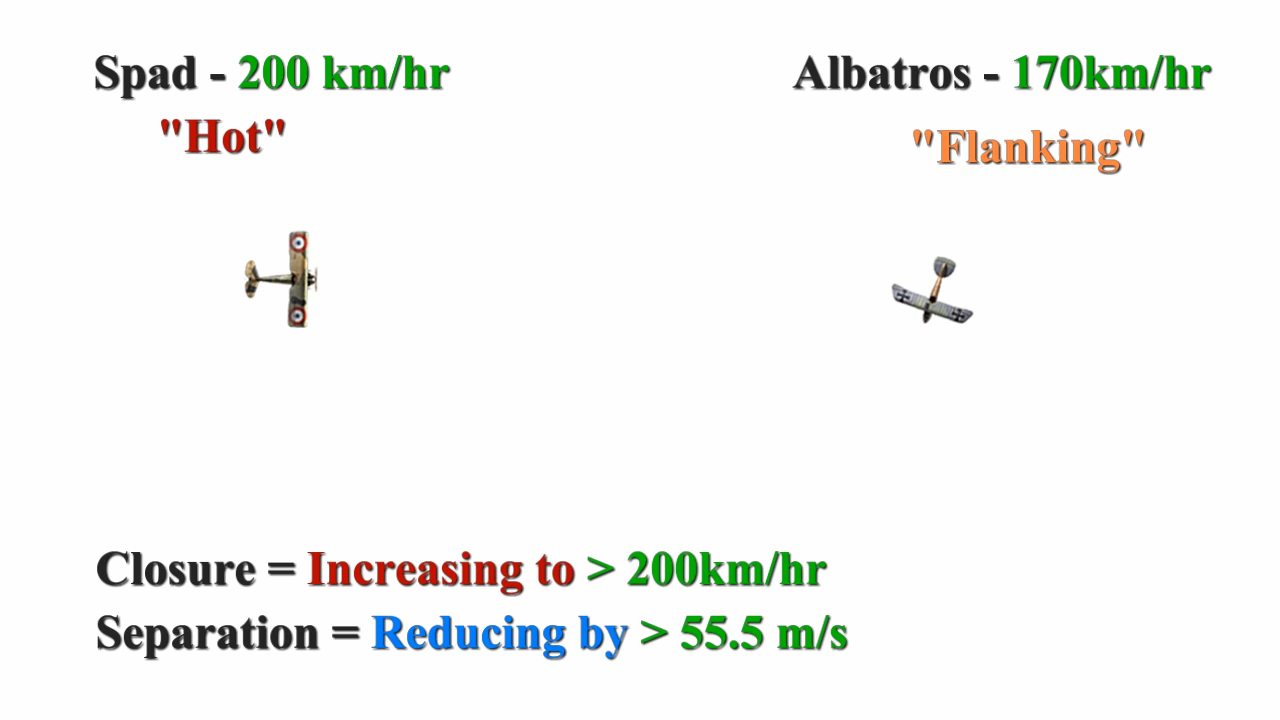 Spad - 200 km/hr
"Hot"
Albatros - 170km/hr
"Flanking"
Closure = Increasing to > 200km/hr
Separation = Reducing by > 55.5 m/s